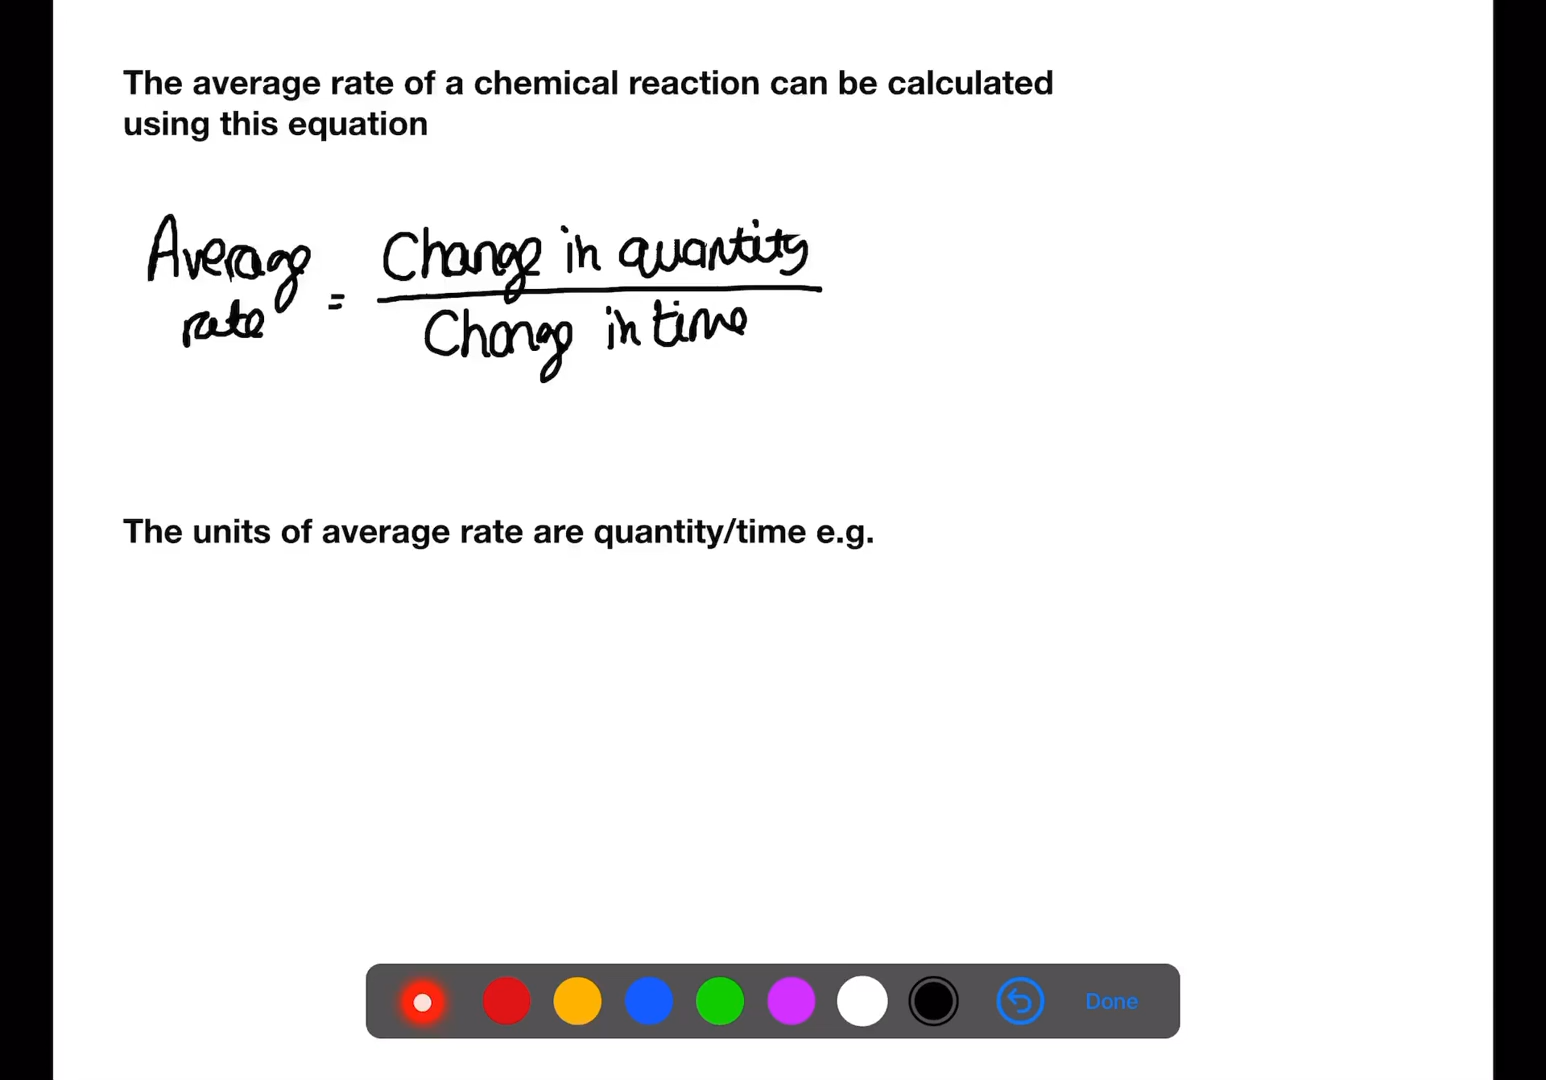 The average rate of a chemical reaction can be calculated
using this equation
Average rate = Change in quantity
Change in time
The units of average rate are quantity/time e.g.
Done